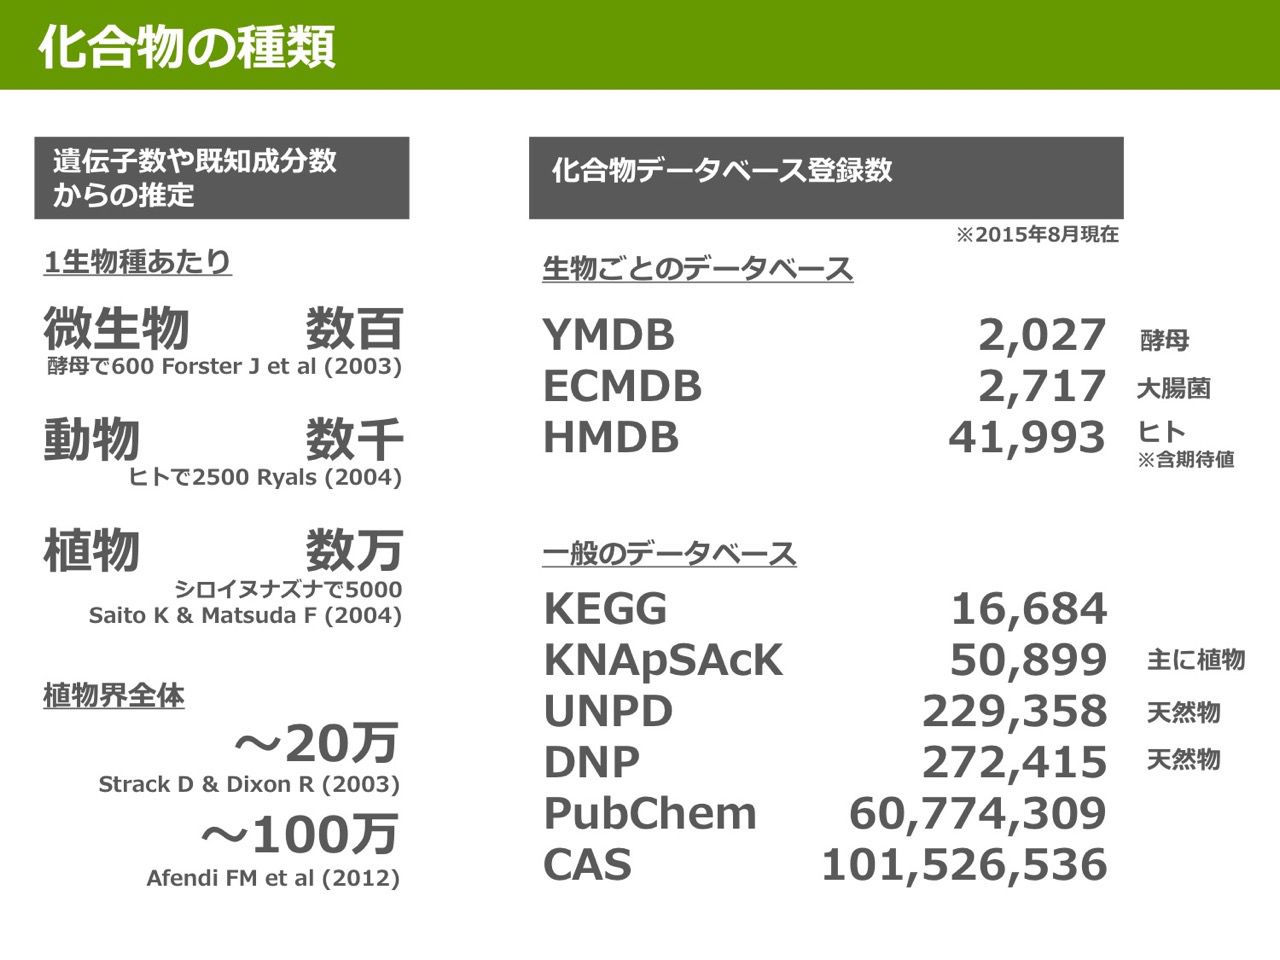 化合物の種類
遺伝子数や既知成分数
からの推定
1生物種あたり
微生物 数百
酵母で600 Forster J et al (2003)
動物 数千
ヒトで2500 Ryals (2004)
植物 数万
シロイヌナズナで5000
Saito K & Matsuda F (2004)
植物界全体
～20万
Strack D & Dixon R (2003)
～100万
Afendi FM et al (2012)
化合物データベース登録数
※2015年8月現在
生物ごとのデータベース
YMDB 2,027 酵母
ECMDB 2,717 大腸菌
HMDB 41,993 ヒト
※含期待値
一般のデータベース
KEGG 16,684
KNApSAcK 50,899 主に植物
UNPD 229,358 天然物
DNP 272,415 天然物
PubChem 60,774,309
CAS 101,526,536